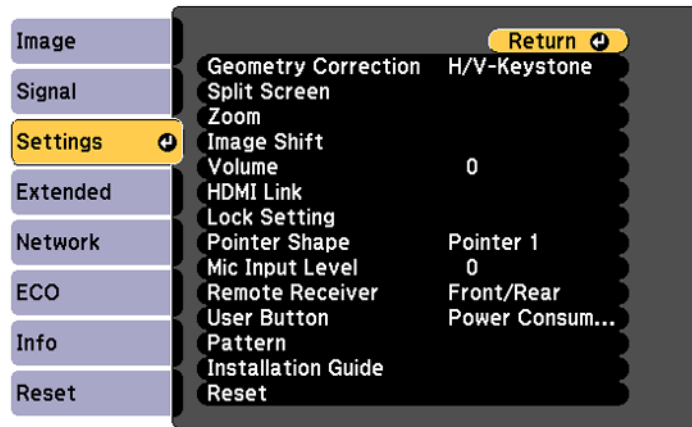 Image
Signal
Settings
Extended
Network
ECO
Info
Reset
Return
Geometry Correction H/V-Keystone
Split Screen
Zoom
Image Shift
Volume 0
HDMI Link
Lock Setting
Pointer Shape Pointer 1
Mic Input Level 0
Remote Receiver Front/Rear
User Button Power Consum...
Pattern
Installation Guide
Reset